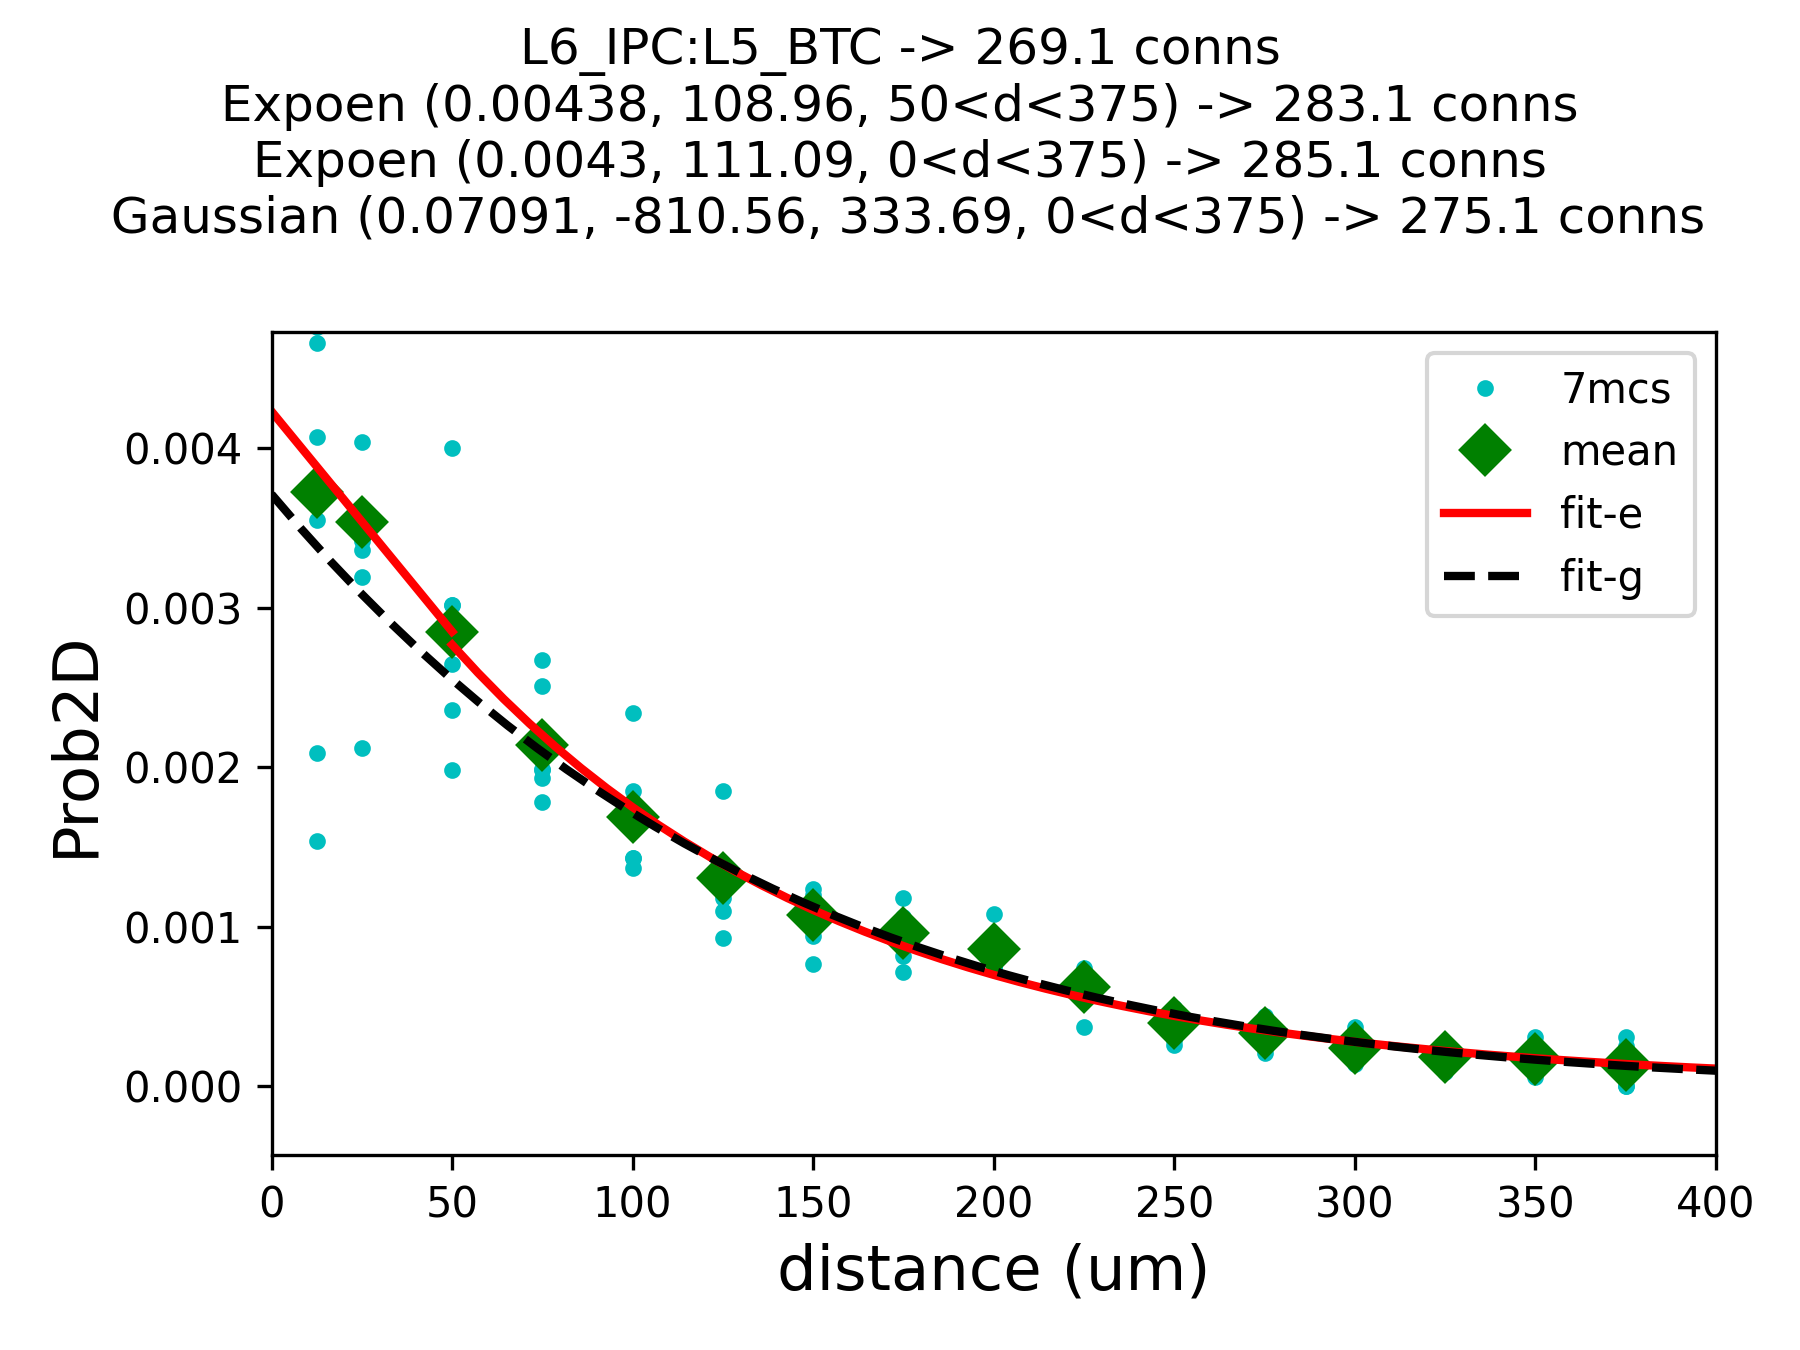 L6_IPC:L5_BTC -> 269.1 conns
Expoen (0.00438, 108.96, 50<d<375) -> 283.1 conns
Expoen (0.0043, 111.09, 0<d<375) -> 285.1 conns
Gaussian (0.07091, -810.56, 333.69, 0<d<375) -> 275.1 conns
7mcs
mean
fit-e
fit-g
0.004
0.003
0.002
0.001
0.000
Prob2D
0 50 100 150 200 250 300 350 400
distance (um)